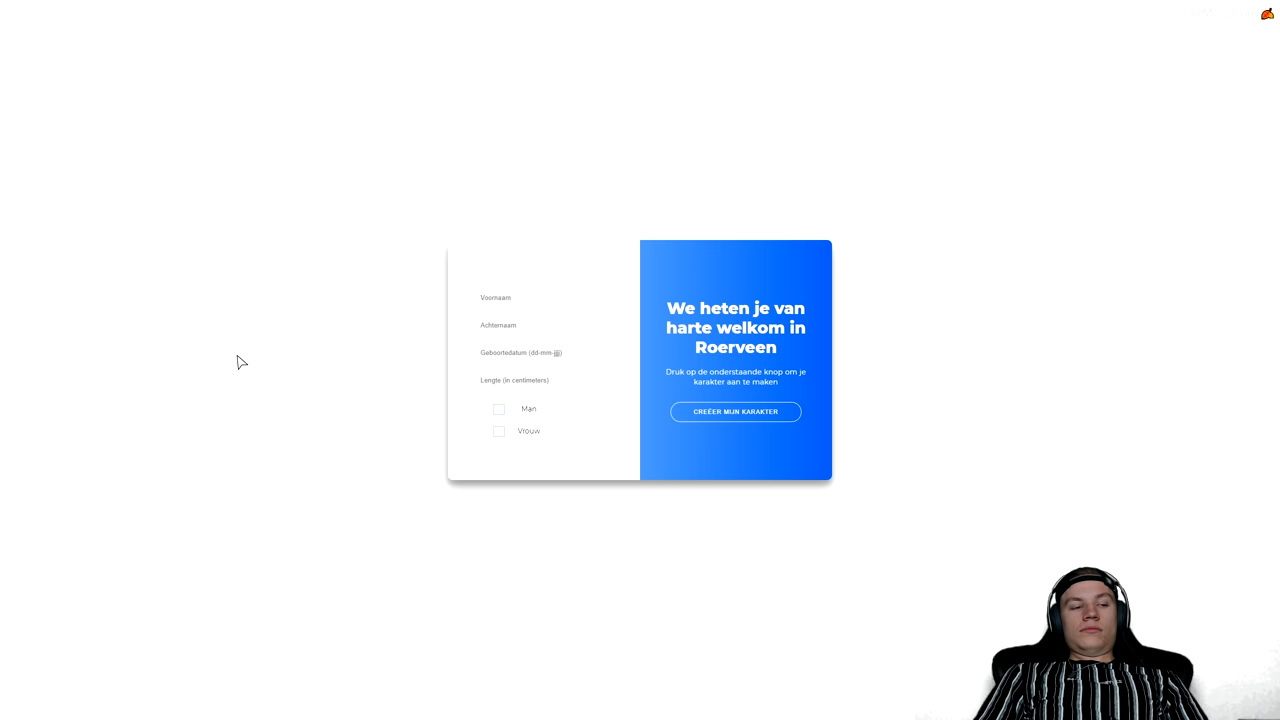 Voornaam
Achternaam
Geboortedatum (dd-mm-jjjj)
Lengte (in centimeters)
Man
Vrouw
We heten je van
harte welkom in
Roerveen
Druk op de onderstaande knop om je
karakter aan te maken
CREËER MIJN KARAKTER